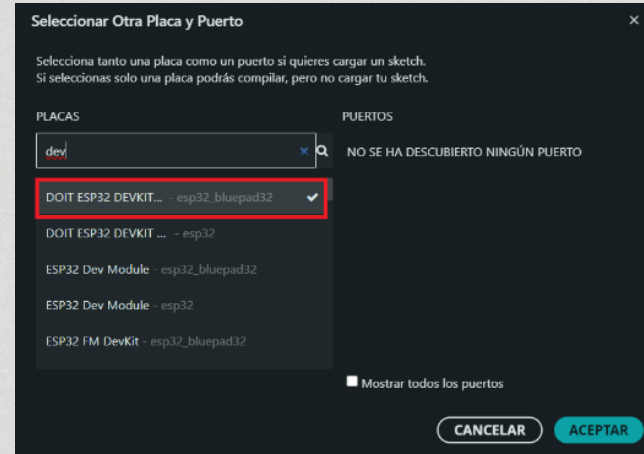 Seleccionar Otra Placa y Puerto
Selecciona tanto una placa como un puerto si quieres cargar un sketch.
Si seleccionas solo una placa podrás compilar, pero no cargar tu sketch.
PLACAS
dev
DOIT ESP32 DEVKIT... - esp32_bluepad32
DOIT ESP32 DEVKIT ... - esp32
ESP32 Dev Module - esp32_bluepad32
ESP32 Dev Module - esp32
ESP32 FM DevKit - esp32_bluepad32
PUERTOS
NO SE HA DESCUBIERTO NINGÚN PUERTO
Mostrar todos los puertos
CANCELAR
ACEPTAR